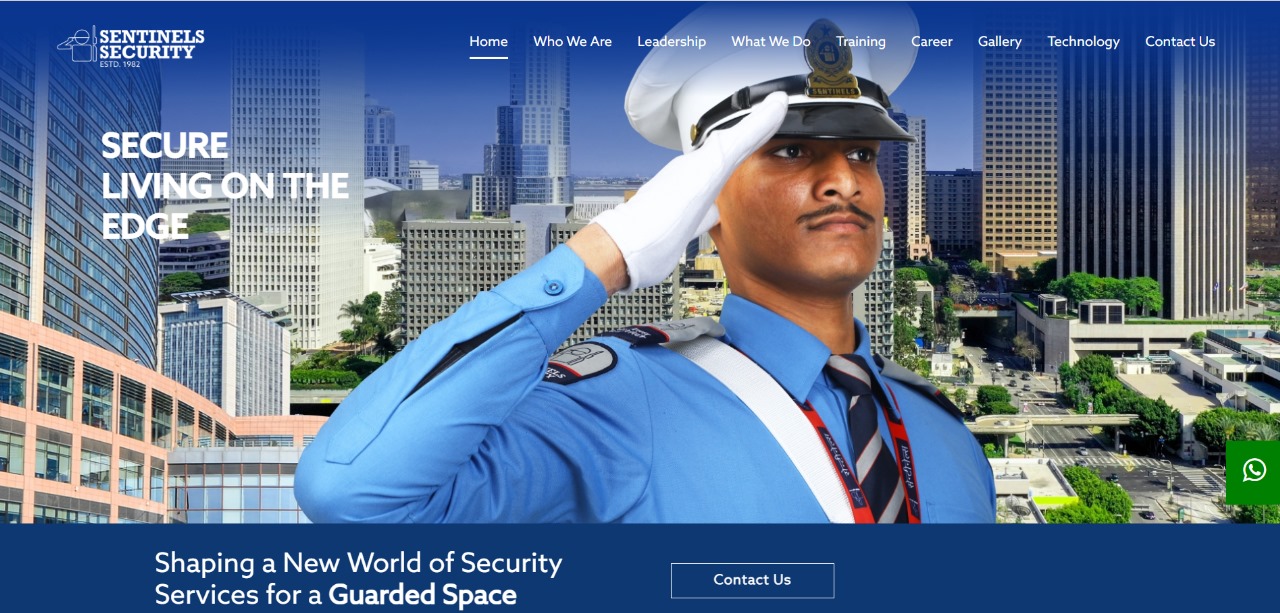 SENTINELS
SECURITY
ESTD. 1982
Home Who We Are Leadership What We Do Training Career Gallery Technology Contact Us
SENTINELS
SECURE
LIVING ON THE
EDGE
Shaping a New World of Security
Services for a Guarded Space
Contact Us